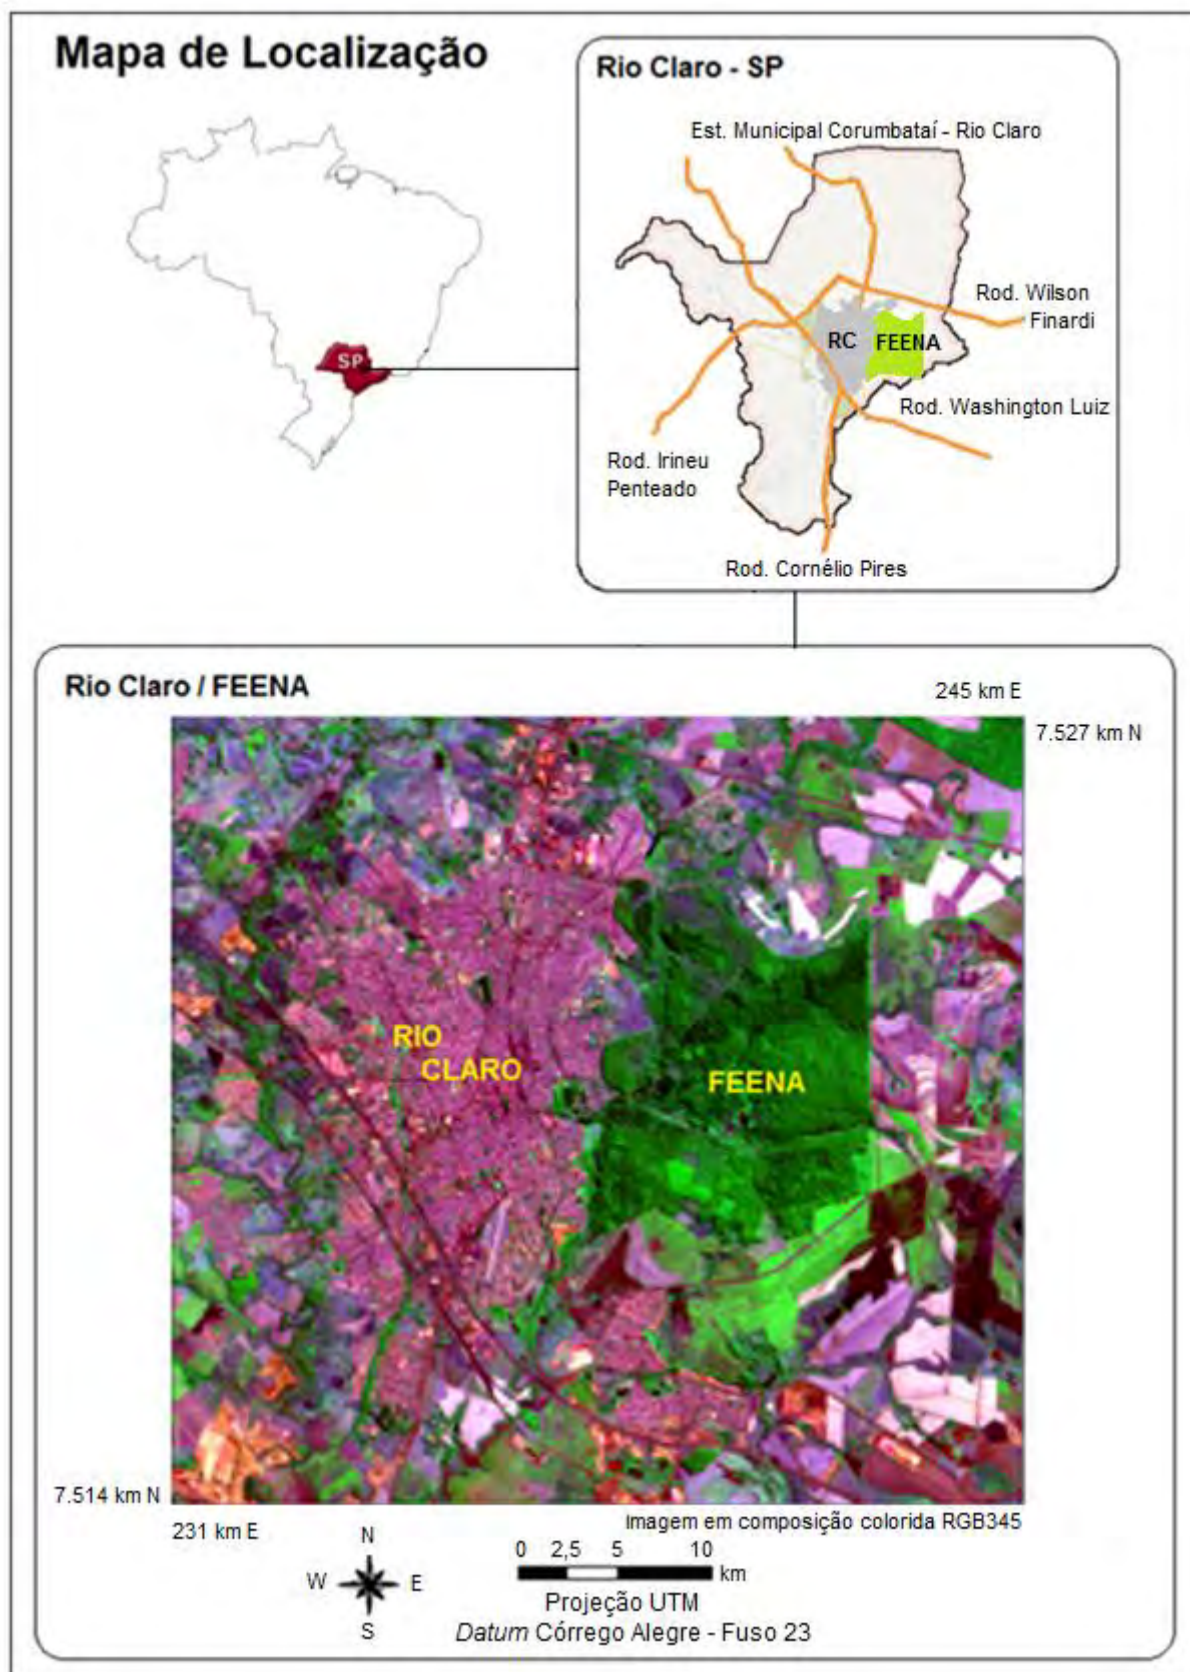 Mapa de Localização
SP
Rio Claro - SP
Est. Municipal Corumbataí - Rio Claro
Rod. Wilson
Finardi
RC
FEENA
Rod. Washington Luiz
Rod. Irineu
Penteado
Rod. Cornélio Pires
Rio Claro / FEENA
245 km E
7.527 km N
RIO
CLARO
FEENA
7.514 km N
231 km E
Imagem em composição colorida RGB345
N
W
E
S
0 2,5 5 10
km
Projeção UTM
Datum Córrego Alegre - Fuso 23